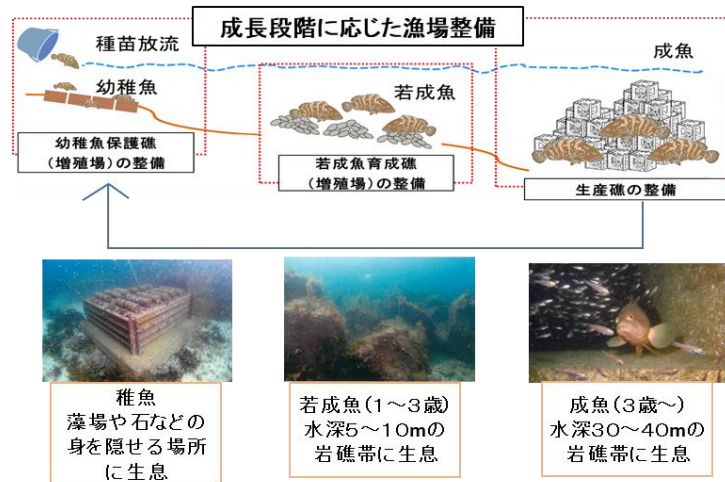 成長段階に応じた漁場整備
種苗放流
幼稚魚
幼稚魚保護礁
(増殖場)の整備
若成魚
若成魚育成礁
(増殖場)の整備
成魚
生産礁の整備
稚魚
藻場や石などの
身を隠せる場所
に生息
若成魚(1～3歳)
水深5～10mの
岩礁帯に生息
成魚(3歳～)
水深30～40mの
岩礁帯に生息